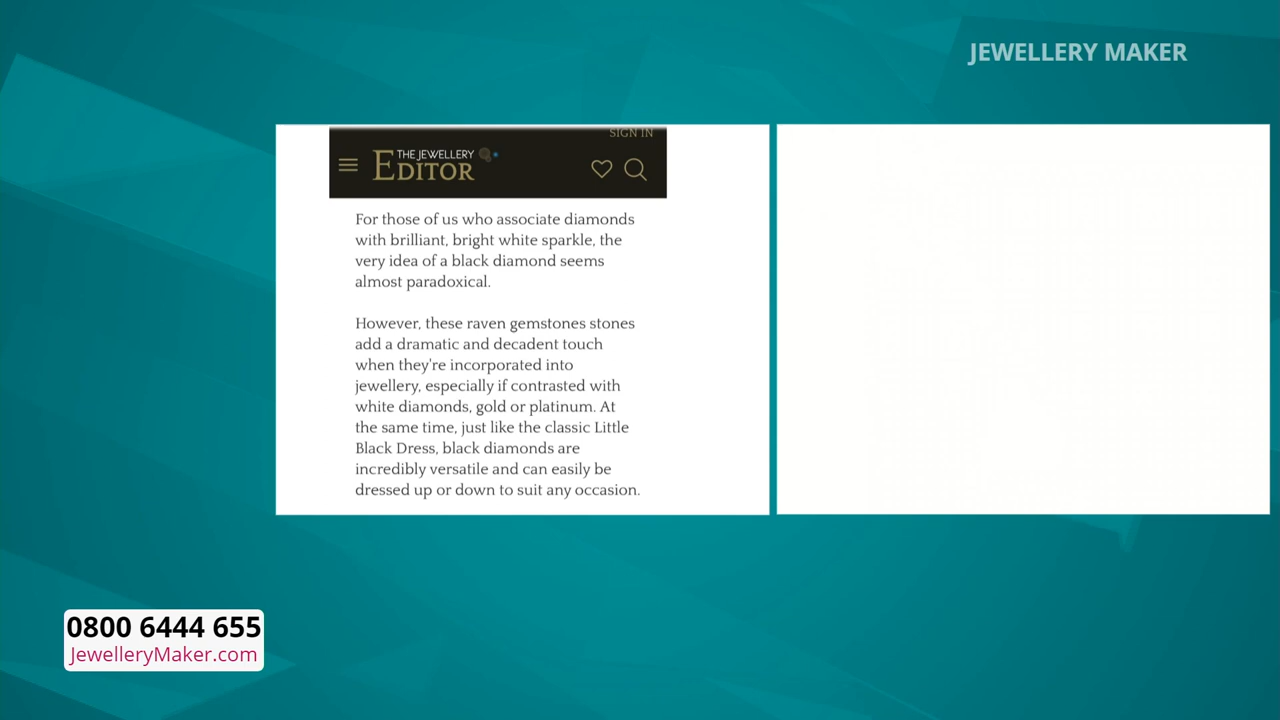 JEWELLERY MAKER
SIGN IN
THE JEWELLERY
EDITOR
For those of us who associate diamonds
with brilliant, bright white sparkle, the
very idea of a black diamond seems
almost paradoxical.
However, these raven gemstones stones
add a dramatic and decadent touch
when they're incorporated into
jewellery, especially if contrasted with
white diamonds, gold or platinum. At
the same time, just like the classic Little
Black Dress, black diamonds are
incredibly versatile and can easily be
dressed up or down to suit any occasion.
0800 6444 655
JewelleryMaker.com